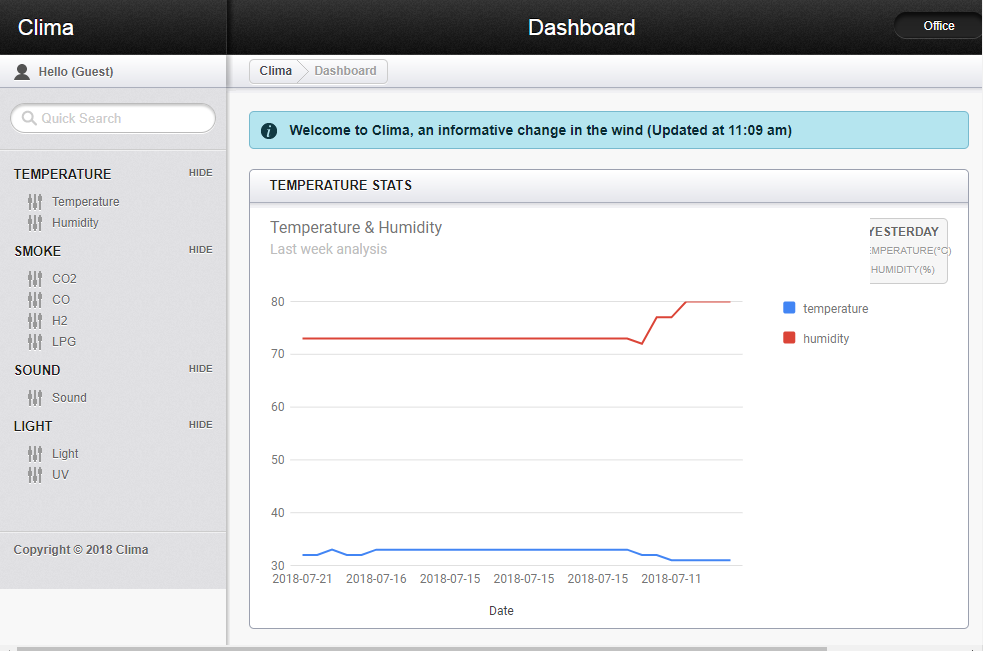 Clima
Dashboard
Office
Hello (Guest)
Clima
Dashboard
Quick Search
Welcome to Clima, an informative change in the wind (Updated at 11:09 am)
TEMPERATURE
HIDE
Temperature
Humidity
SMOKE
HIDE
CO2
CO
H2
LPG
SOUND
HIDE
Sound
LIGHT
HIDE
Light
UV
Copyright © 2018 Clima
TEMPERATURE STATS
Temperature & Humidity
Last week analysis
YESTERDAY
EMPERATURE(°C)
HUMIDITY(%)
80
70
60
50
40
30
2018-07-21 2018-07-16 2018-07-15 2018-07-15 2018-07-15 2018-07-11
Date
temperature
humidity